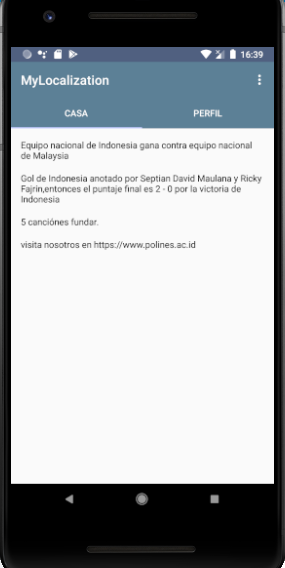 16:39
MyLocalization
CASA PERFIL
Equipo nacional de Indonesia gana contra equipo nacional
de Malaysia
Gol de Indonesia anotado por Septian David Maulana y Ricky
Fajrin,entonces el puntaje final es 2 - 0 por la victoria de
Indonesia
5 canciónes fundar.
visita nosotros en https://www.polines.ac.id